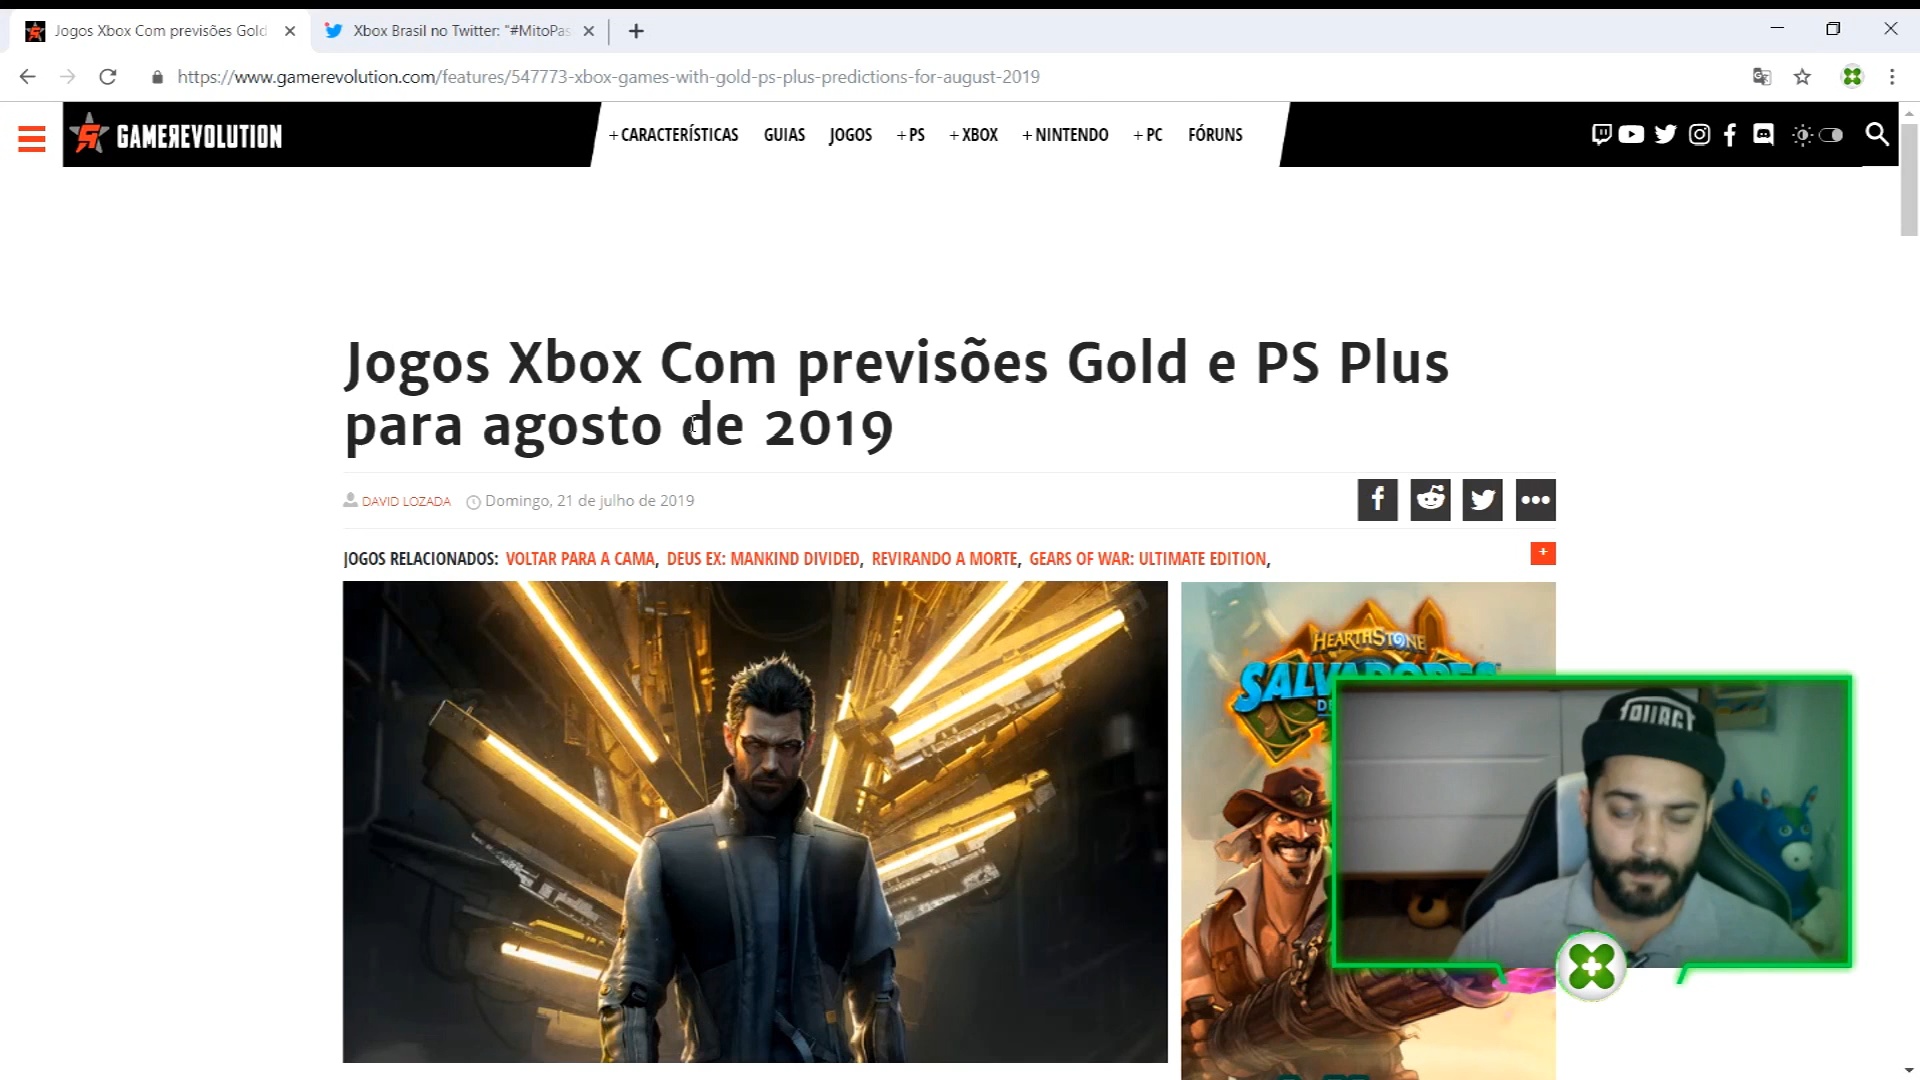 Jogos Xbox Com previsões Gold
Xbox Brasil no Twitter: "#MitoPas
https://www.gamerevolution.com/features/547773-xbox-games-with-gold-ps-plus-predictions-for-august-2019
GAMEREVOLUTION
+ CARACTERÍSTICAS GUIAS JOGOS + PS + XBOX + NINTENDO + PC FÓRUNS
Jogos Xbox Com previsões Gold e PS Plus
para agosto de 2019
DAVID LOZADA Domingo, 21 de julho de 2019
JOGOS RELACIONADOS: VOLTAR PARA A CAMA, DEUS EX: MANKIND DIVIDED, REVIRANDO A MORTE, GEARS OF WAR: ULTIMATE EDITION,
+
HEARTHSTONE